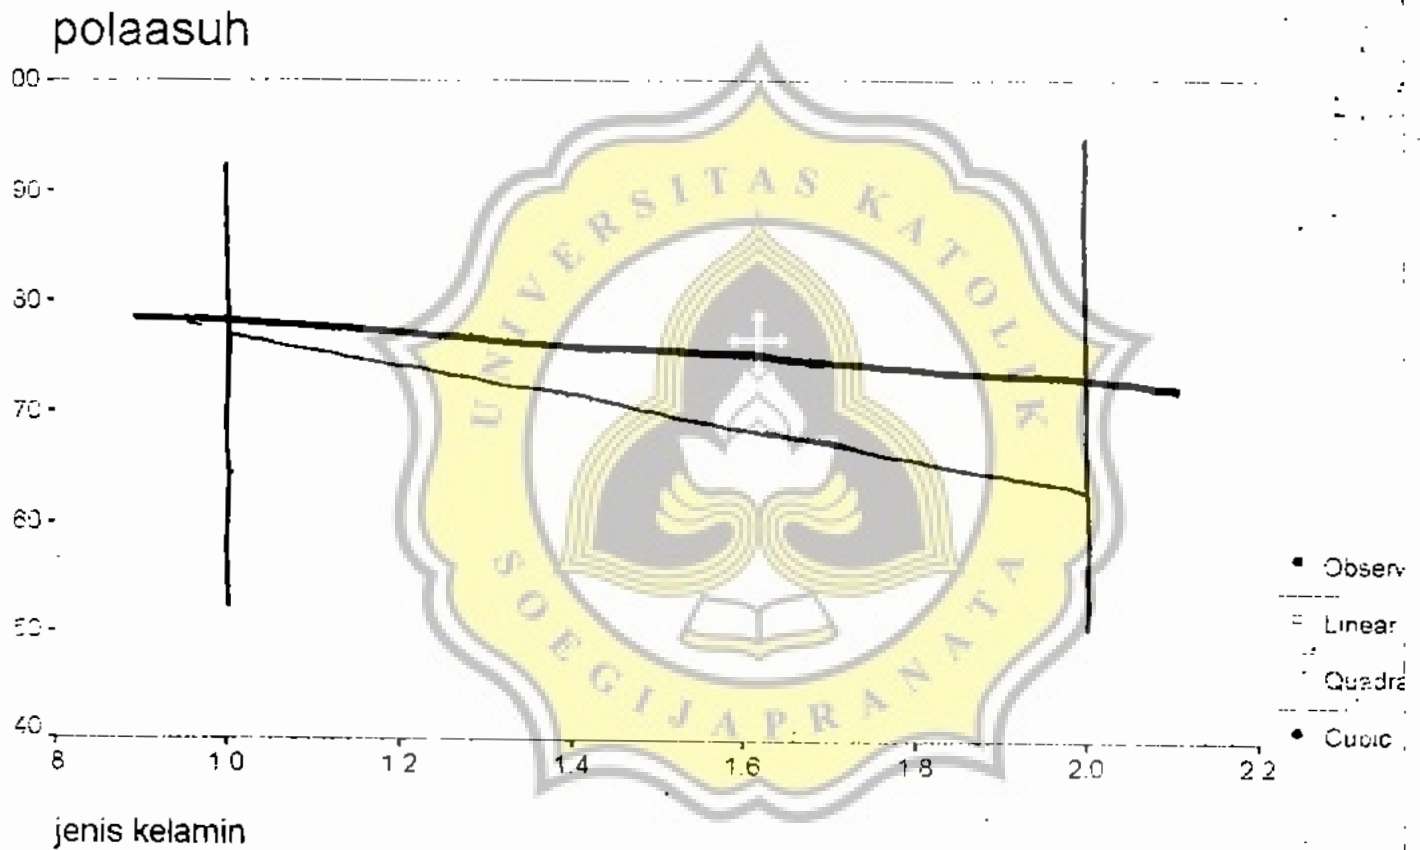 polaasuh
00
90
80
70
60
50
40
8 1.0 1.2 1.4 1.6 1.8 2.0 2.2
jenis kelamin
Observ
Linear
Quadra
Cubic
UNIVERSITAS KATOLIK
SOEGIJAPRANATA